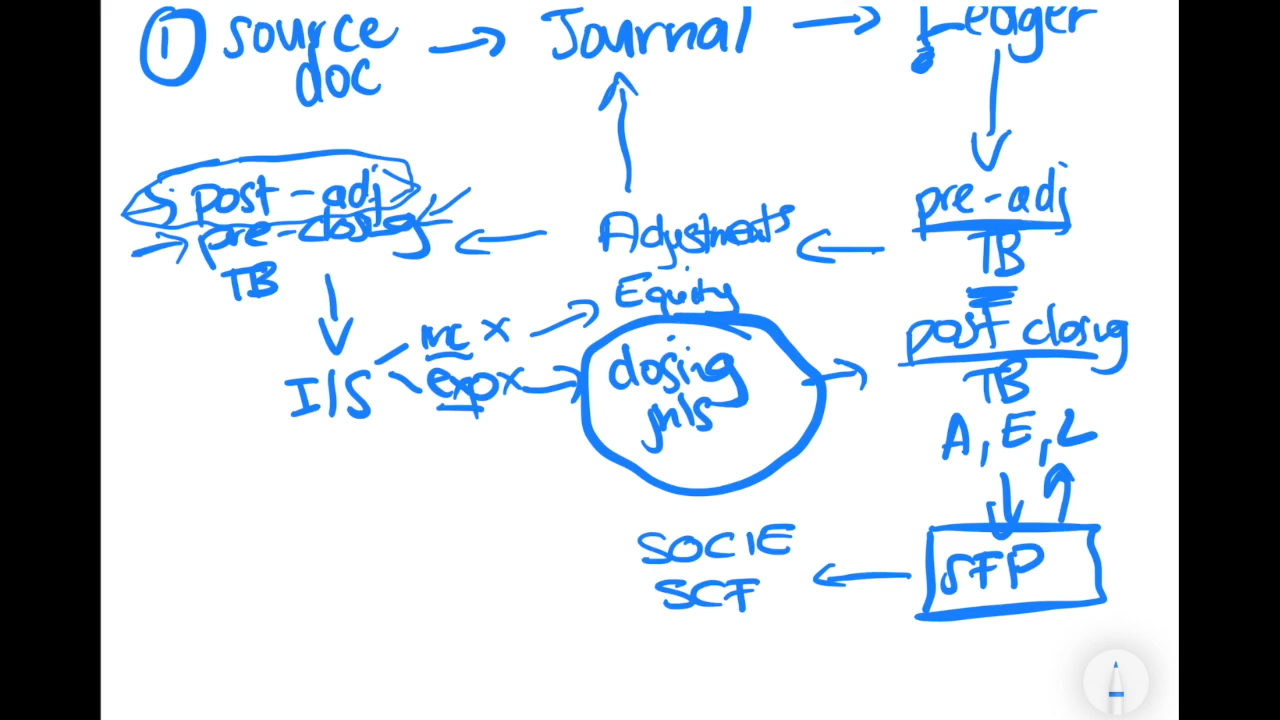 ① source doc → Journal → Ledger
pre-adj TB
Adjustments
post-adj
pre-closing TB
I/S
inc x
exp x
Equity
closing jnls
post closing TB
A, E, L
SFP
SOCIE
SCF